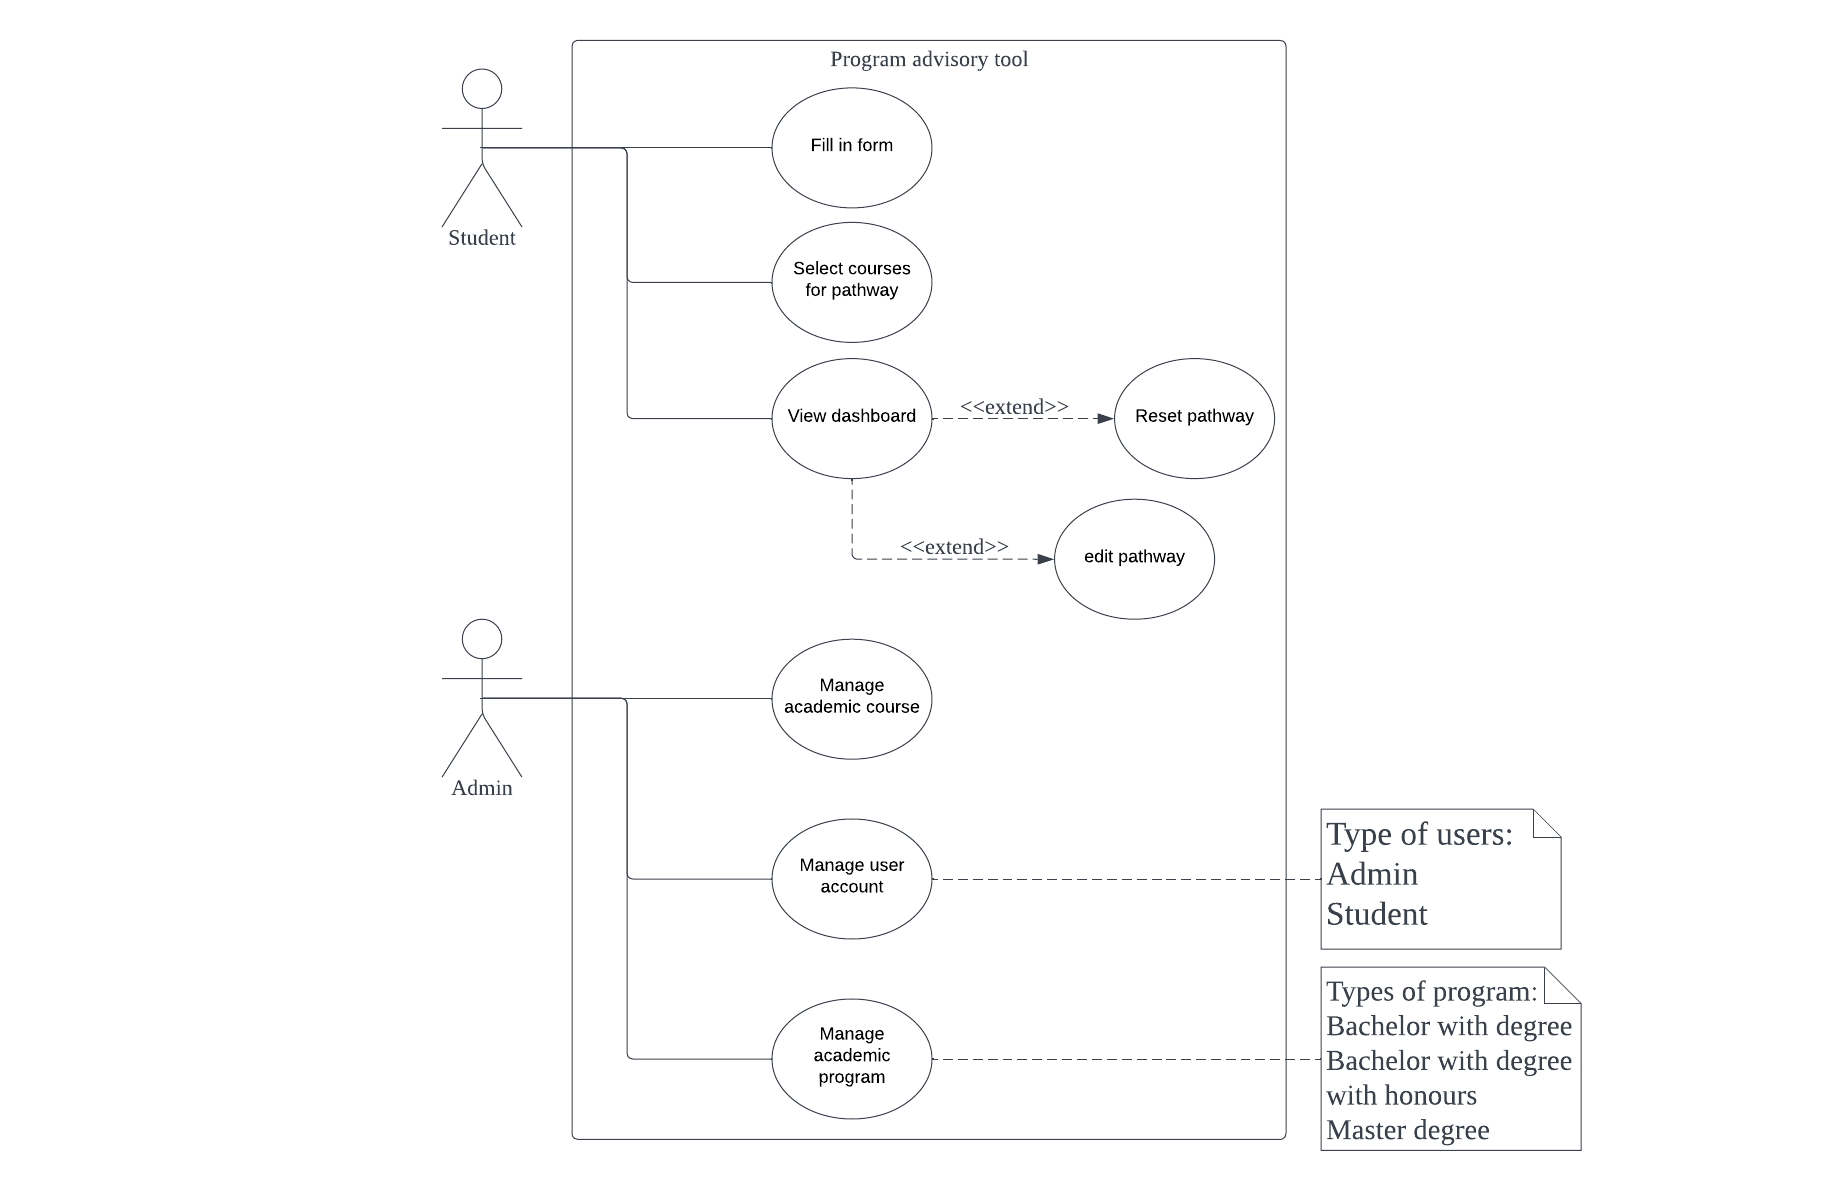 Program advisory tool
Fill in form
Student
Select courses
for pathway
View dashboard
<<extend>>
Reset pathway
<<extend>>
edit pathway
Manage
academic course
Admin
Manage user
account
Type of users:
Admin
Student
Manage
academic
program
Types of program:
Bachelor with degree
Bachelor with degree
with honours
Master degree